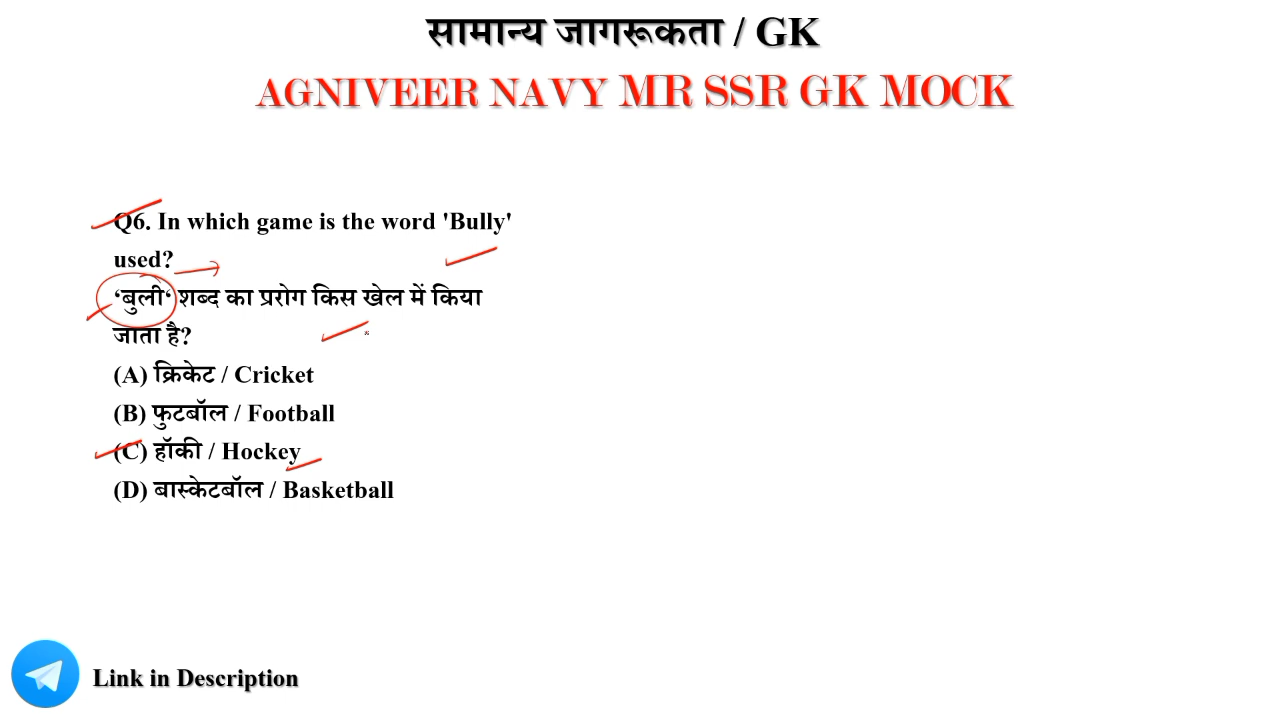 सामान्य जागरूकता / GK
AGNIVEER NAVY MR SSR GK MOCK
Q6. In which game is the word 'Bully'
used?
‘बुली‘ शब्द का प्ररोग किस खेल में किया
जाता है?
(A) क्रिकेट / Cricket
(B) फुटबॉल / Football
(C) हॉकी / Hockey
(D) बास्केटबॉल / Basketball
Link in Description